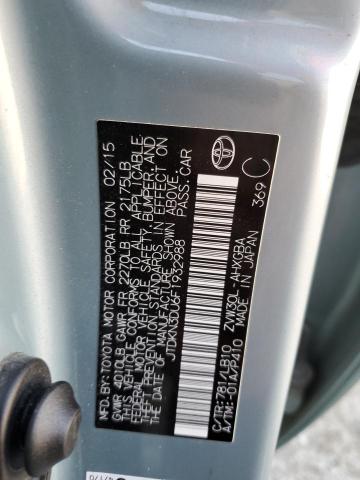 MFD. BY: TOYOTA MOTOR CORPORATION 02/15
GVWR 4010LB GAWR FR 2270LB RR 2175LB
THIS VEHICLE CONFORMS TO ALL APPLICABLE
FEDERAL MOTOR VEHICLE SAFETY, BUMPER, AND
THEFT PREVENTION STANDARDS IN EFFECT ON
THE DATE OF MANUFACTURE SHOWN ABOVE.
JTDKN3DU6F1932988 PASS. CAR
C/TR: 781/LB10 ZVW30L-AHXGBA
A/TM: -01A/P410 MADE IN JAPAN
369 C